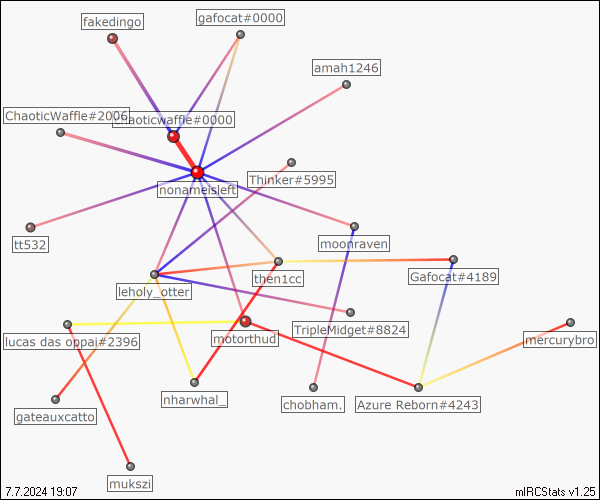 gafocat#0000
fakedingo
amah1246
ChaoticWaffle#2006
chaoticwaffle#0000
Thinker#5995
nonameisleft
tt532
moonraven
then1cc
Gafocat#4189
leholy_otter
TripleMidget#8824
motorthud
lucas das oppai#2396
mercurybro
nharwhal_
chobham.
Azure Reborn#4243
gateauxcatto
mukszi
7.7.2024 19:07
mIRCStats v1.25